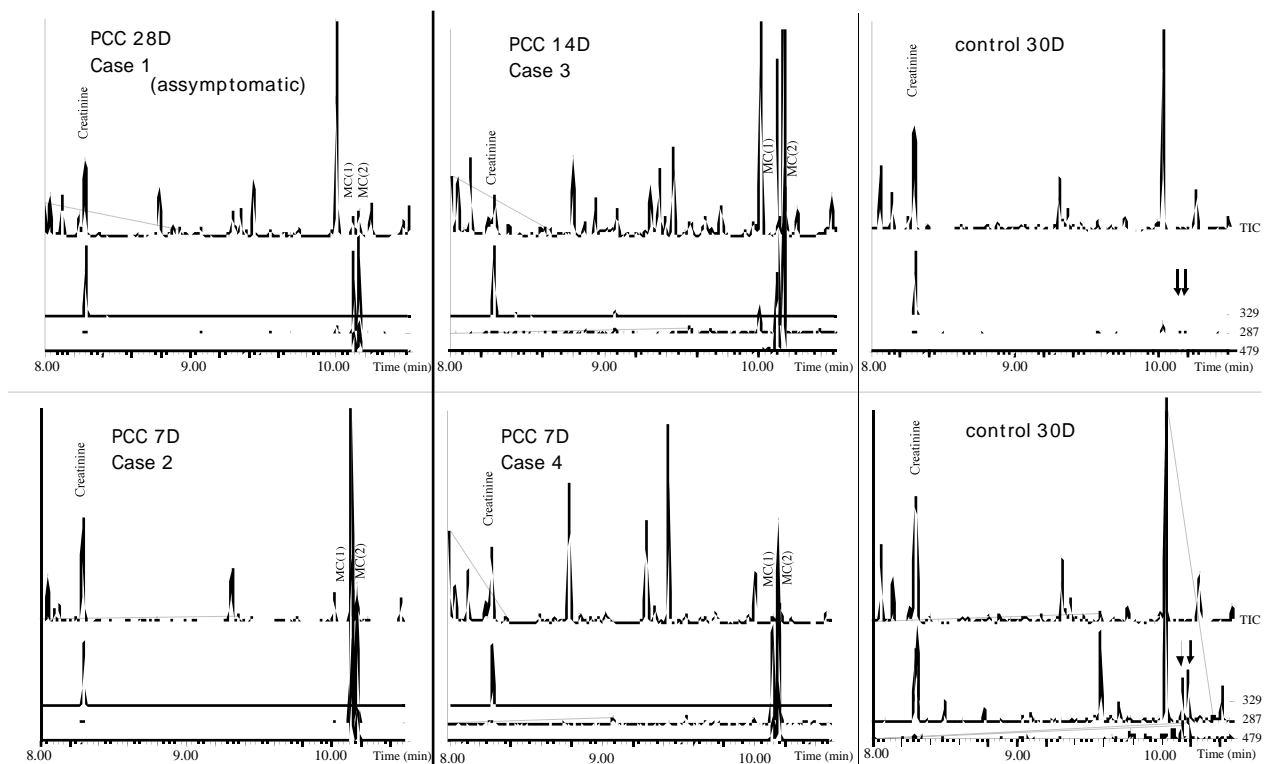 PCC 28D
Case 1
(assymptomatic)
Creatinine
MC(1)
MC(2)
8.00
9.00
10.00
Time (min)
PCC 14D
Case 3
Creatinine
MC(1)
MC(2)
8.00
9.00
10.00
Time (min)
control 30D
Creatinine
TIC
329
287
479
8.00
9.00
10.00
Time (min)
PCC 7D
Case 2
Creatinine
MC(1)
MC(2)
8.00
9.00
10.00
Time (min)
PCC 7D
Case 4
Creatinine
MC(1)
MC(2)
8.00
9.00
10.00
Time (min)
control 30D
Creatinine
TIC
329
287
479
8.00
9.00
10.00
Time (min)